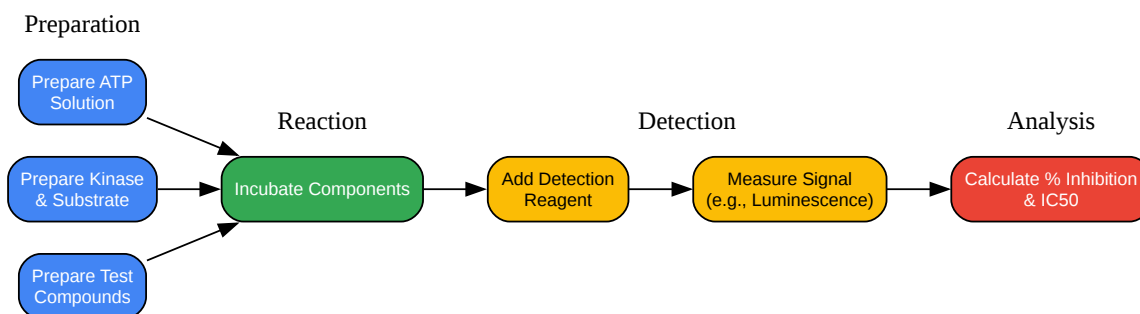 Preparation
Prepare ATP
Solution
Reaction
Detection
Analysis
Prepare Kinase
& Substrate
Incubate Components
Add Detection
Reagent
Measure Signal
(e.g., Luminescence)
Calculate % Inhibition
& IC50
Prepare Test
Compounds